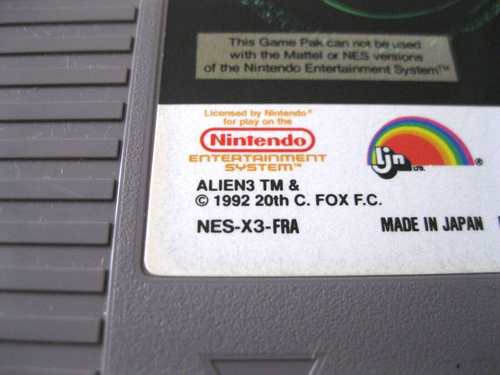 This Game Pak can not be used
with the Mattel or NES versions
of the Nintendo Entertainment System™
Licensed by Nintendo®
for play on the
Nintendo®
ENTERTAINMENT
SYSTEM™
ljn LTD. ®
ALIEN3 TM &
© 1992 20th C. FOX F.C.
NES-X3-FRA MADE IN JAPAN